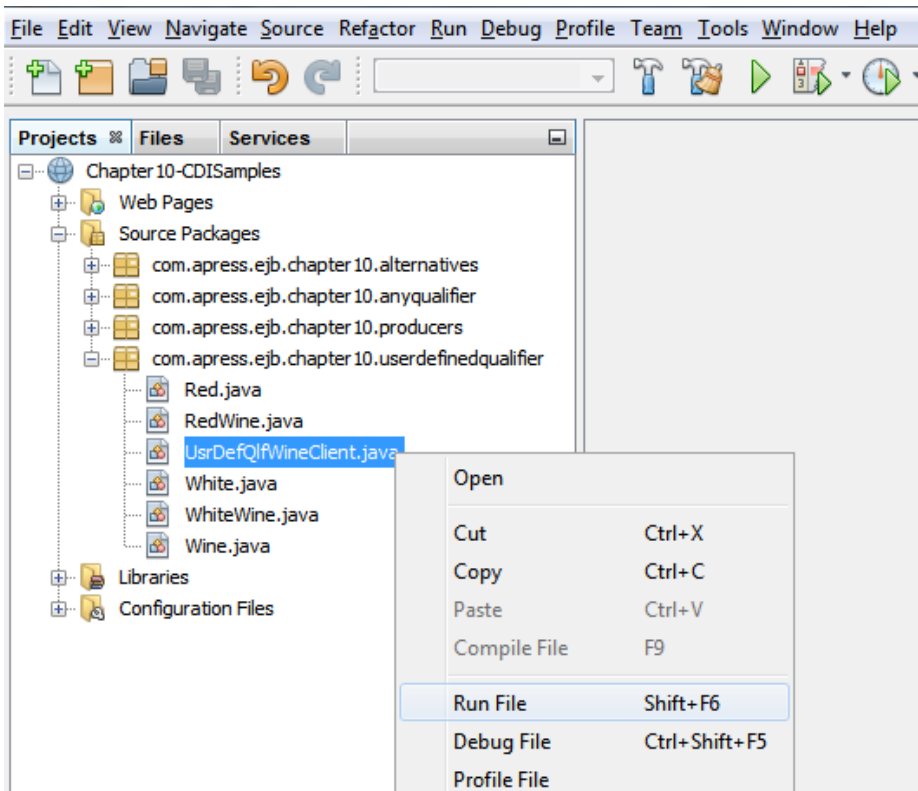 File Edit View Navigate Source Refactor Run Debug Profile Team Tools Window Help
Projects Files Services
Chapter10-CDISamples
Web Pages
Source Packages
com.apress.ejb.chapter10.alternatives
com.apress.ejb.chapter10.anyqualifier
com.apress.ejb.chapter10.producers
com.apress.ejb.chapter10.userdefinedqualifier
Red.java
RedWine.java
UsrDefQlfWineClient.java
White.java
WhiteWine.java
Wine.java
Libraries
Configuration Files
Open
Cut Ctrl+X
Copy Ctrl+C
Paste Ctrl+V
Compile File F9
Run File Shift+F6
Debug File Ctrl+Shift+F5
Profile File